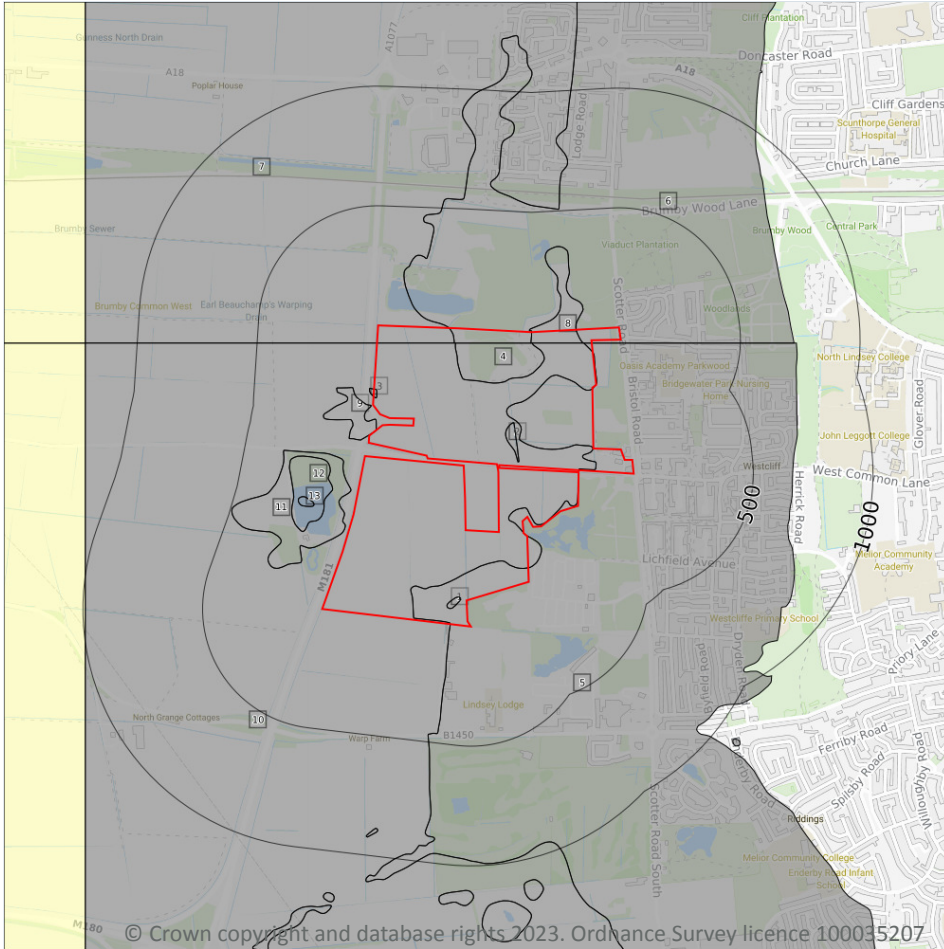 Cliff Plantation
Gunness North Drain
A1077
Doncaster Road
A18
A18
Poplar House
Cliff Gardens
Lodge Road
Scunthorpe General
Hospital
Church Lane
7
6
Brumby Wood Lane
Brumby Sewer
Brumby Wood
Central Park
Viaduct Plantation
Scotter Road
Brumby Common West
Earl Beauchamp's Warping
Drain
Woodlands
8
4
North Lindsey College
Oasis Academy Parkwood
3
Bridgewater Park Nursing
Home
Bristol Road
Glover Road
9
John Leggott College
Westcliff
West Common Lane
12
13
11
Herrick Road
500
1000
Lichfield Avenue
Melior Community
Academy
M181
1
Westcliffe Primary School
Dryden Road
Priory Lane
Byfield Road
5
Lindsey Lodge
North Grange Cottages
10
B1450
Warp Farm
Ferriby Road
Enderby Road
Spilsby Road
Willoughby Road
Scotter Road South
Riddings
Melior Community College
Enderby Road Infant
School
M180
© Crown copyright and database rights 2023. Ordnance Survey licence 100035207